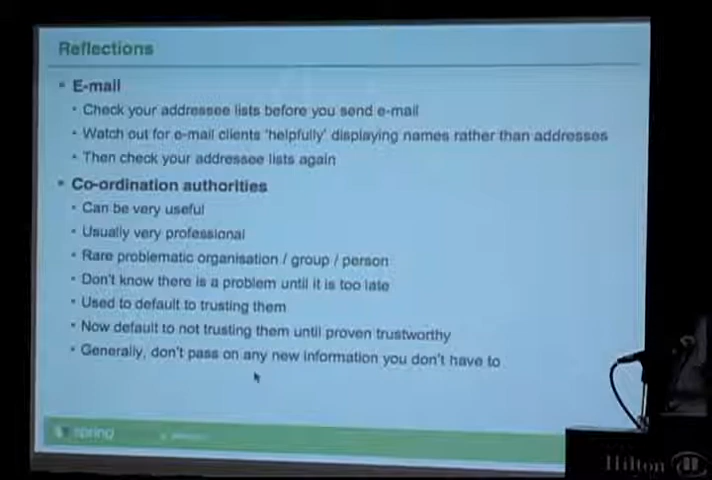 Reflections
E-mail
Check your addressee lists before you send e-mail
Watch out for e-mail clients 'helpfully' displaying names rather than addresses
Then check your addressee lists again
Co-ordination authorities
Can be very useful
Usually very professional
Rare problematic organisation / group / person
Don't know there is a problem until it is too late
Used to default to trusting them
Now default to not trusting them until proven trustworthy
Generally, don't pass on any new information you don't have to
spring
Hilton